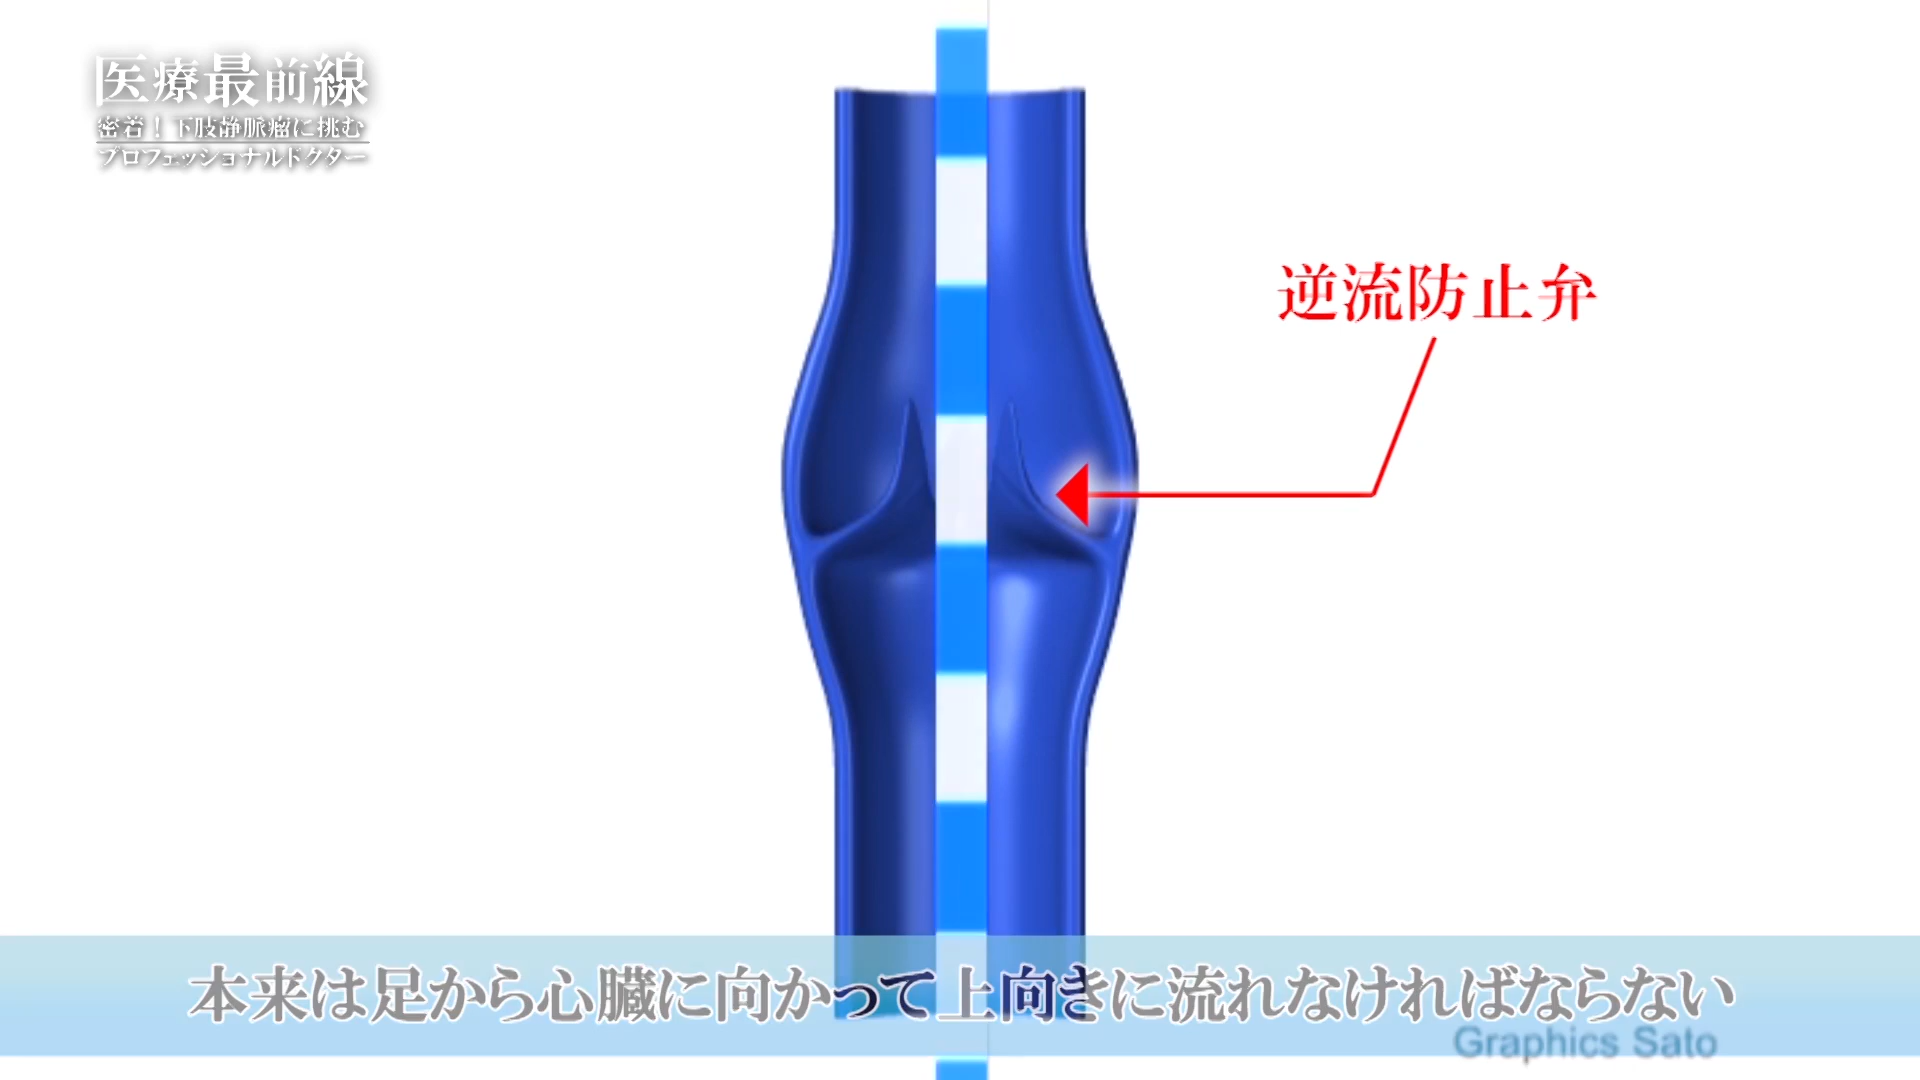 医療最前線
密着！下肢静脈瘤に挑む
プロフェッショナルドクター
逆流防止弁
本来は足から心臓に向かって上向きに流れなければならない
Graphics Sato